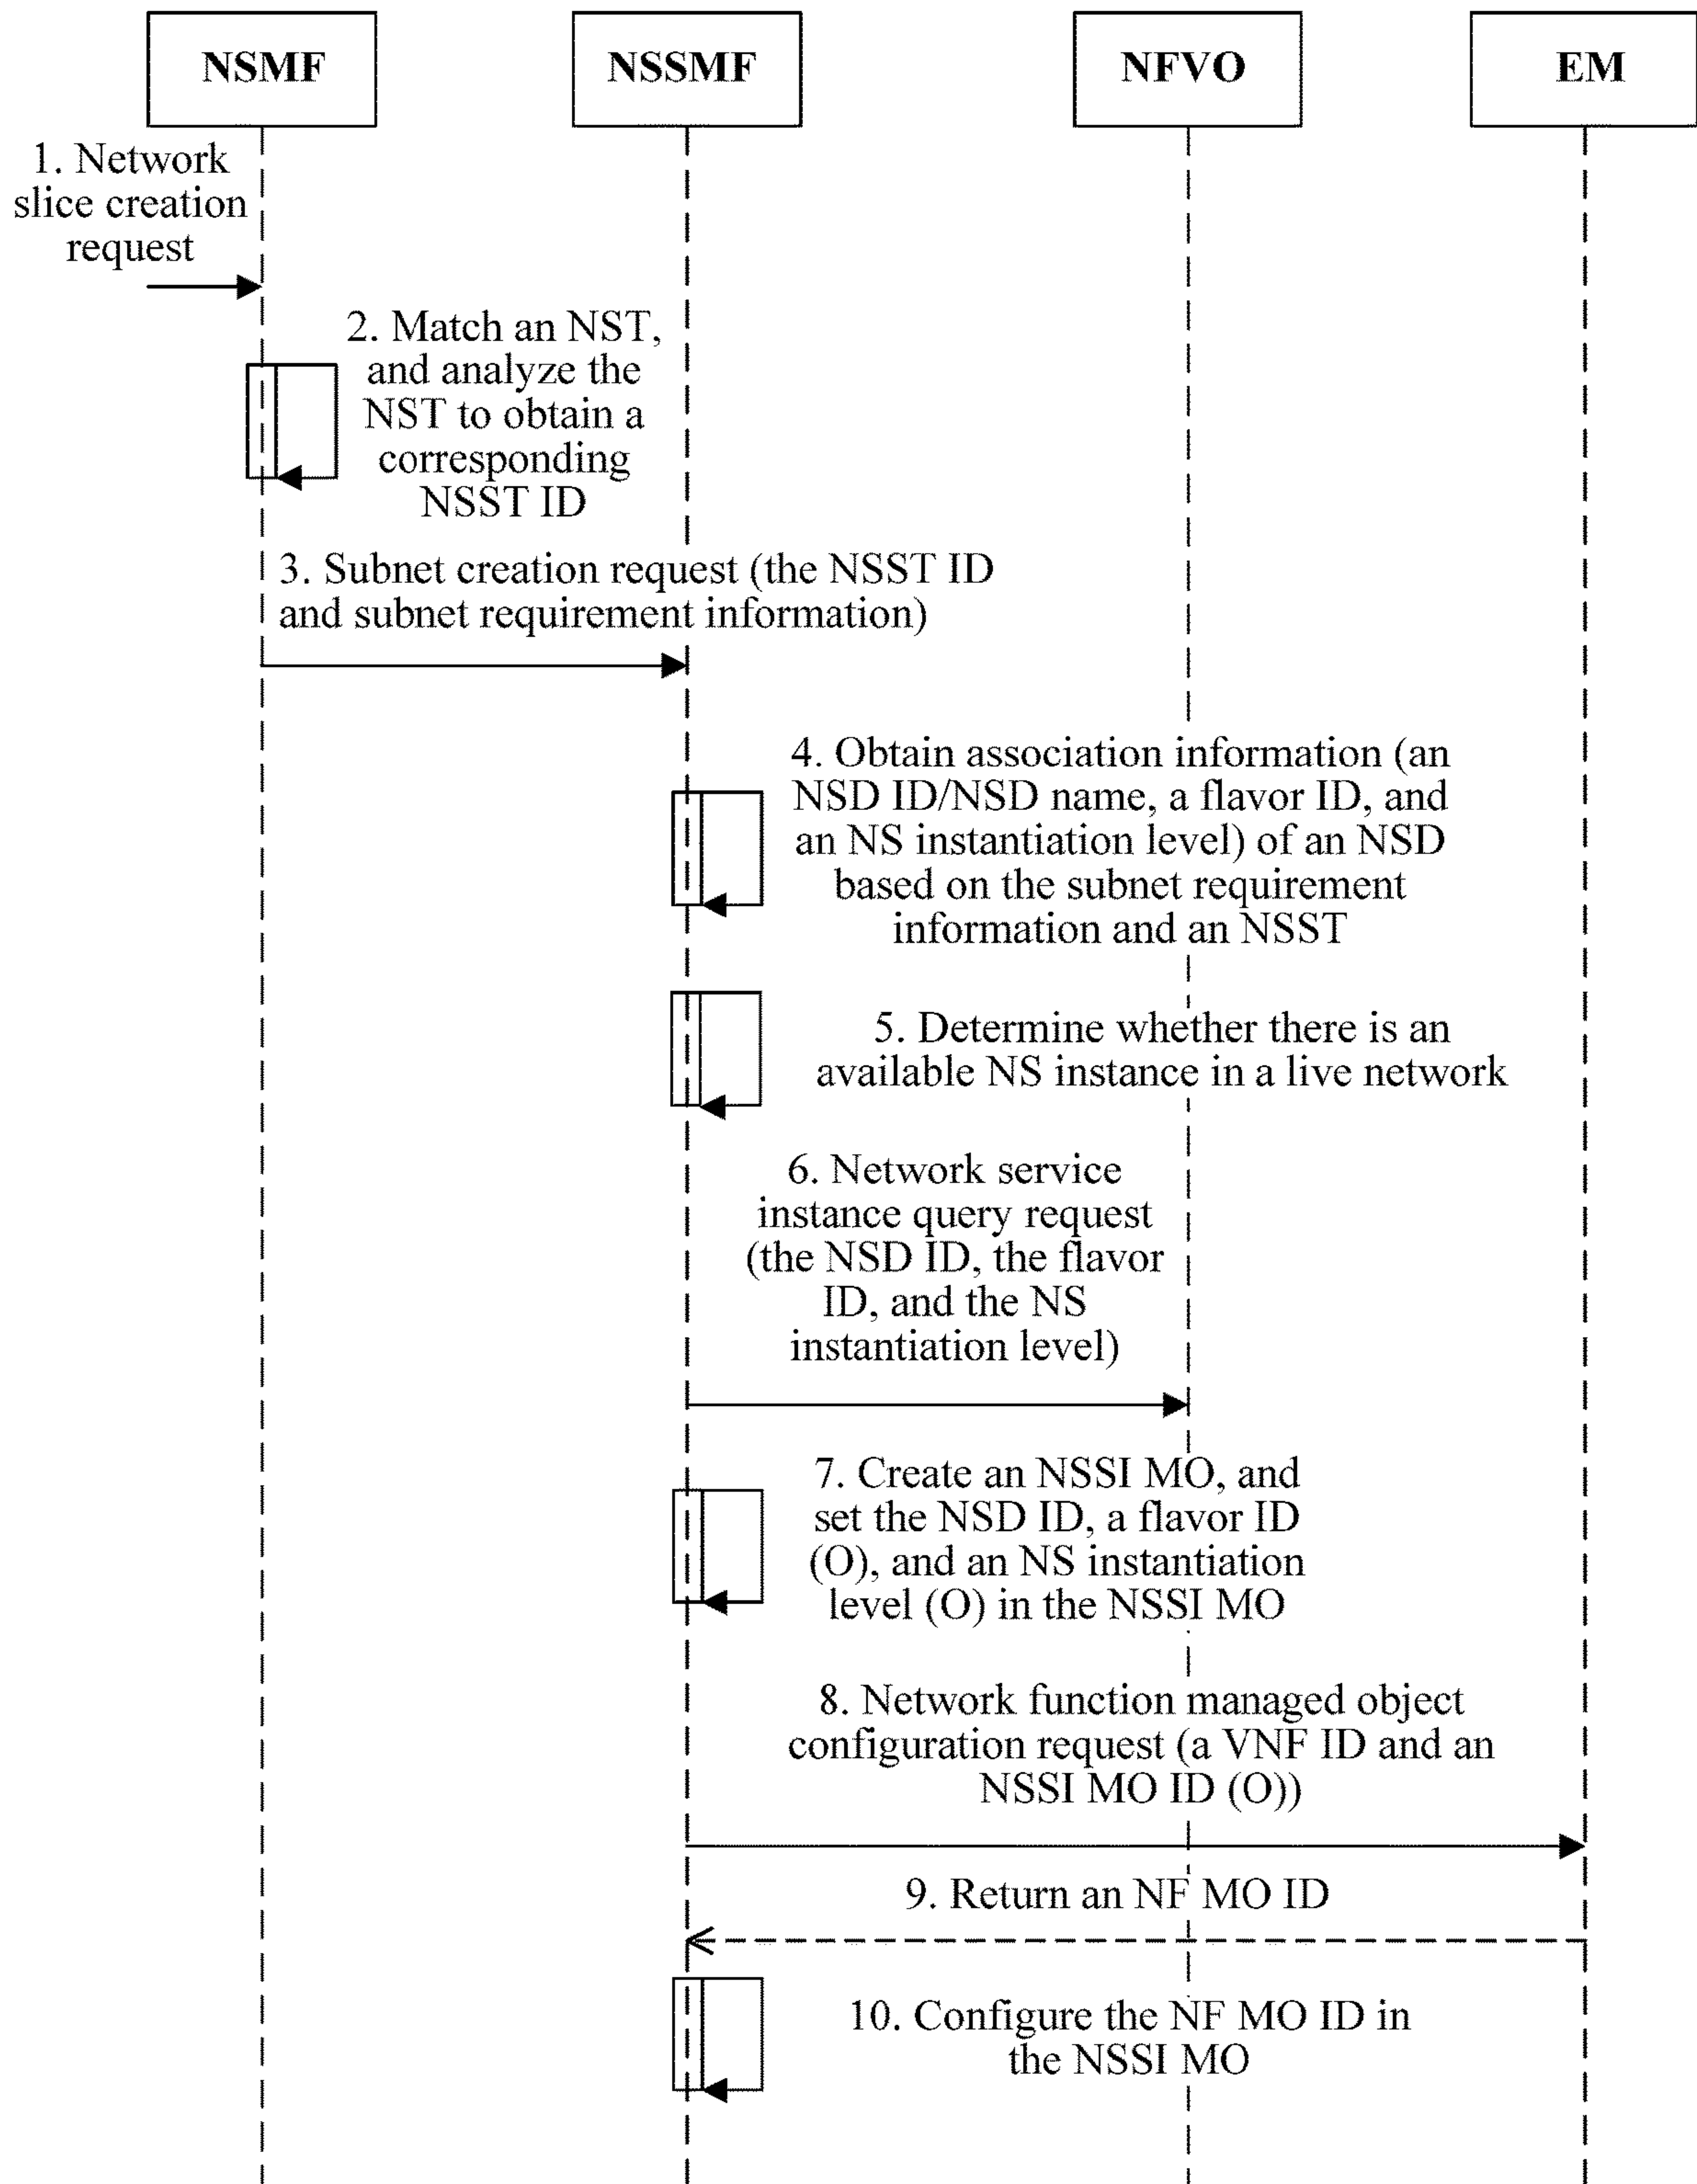 NSMF
NSSMF
NFVO
EM
1. Network
slice creation
request
2. Match an NST,
and analyze the
NST to obtain a
corresponding
NSST ID
3. Subnet creation request (the NSST ID
and subnet requirement information)
4. Obtain association information (an
NSD ID/NSD name, a flavor ID, and
an NS instantiation level) of an NSD
based on the subnet requirement
information and an NSST
5. Determine whether there is an
available NS instance in a live network
6. Network service
instance query request
(the NSD ID, the flavor
ID, and the NS
instantiation level)
7. Create an NSSI MO, and
set the NSD ID, a flavor ID
(O), and an NS instantiation
level (O) in the NSSI MO
8. Network function managed object
configuration request (a VNF ID and an
NSSI MO ID (O))
9. Return an NF MO ID
10. Configure the NF MO ID in
the NSSI MO